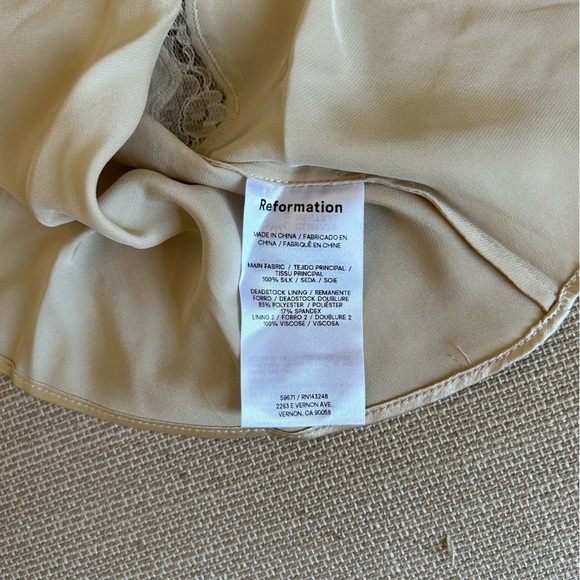 Reformation
MADE IN CHINA / FABRICADO EN
CHINA / FABRIQUÉ EN CHINE
MAIN FABRIC / TEJIDO PRINCIPAL /
TISSU PRINCIPAL
100% SILK / SEDA / SOIE
DEADSTOCK LINING / REMANENTE
FORRO / DEADSTOCK DOUBLURE
83% POLYESTER / POLIÉSTER
17% SPANDEX
LINING 2 / FORRO 2 / DOUBLURE 2
100% VISCOSE / VISCOSA
59671 / RN143248
2263 E VERNON AVE.
VERNON, CA 90058